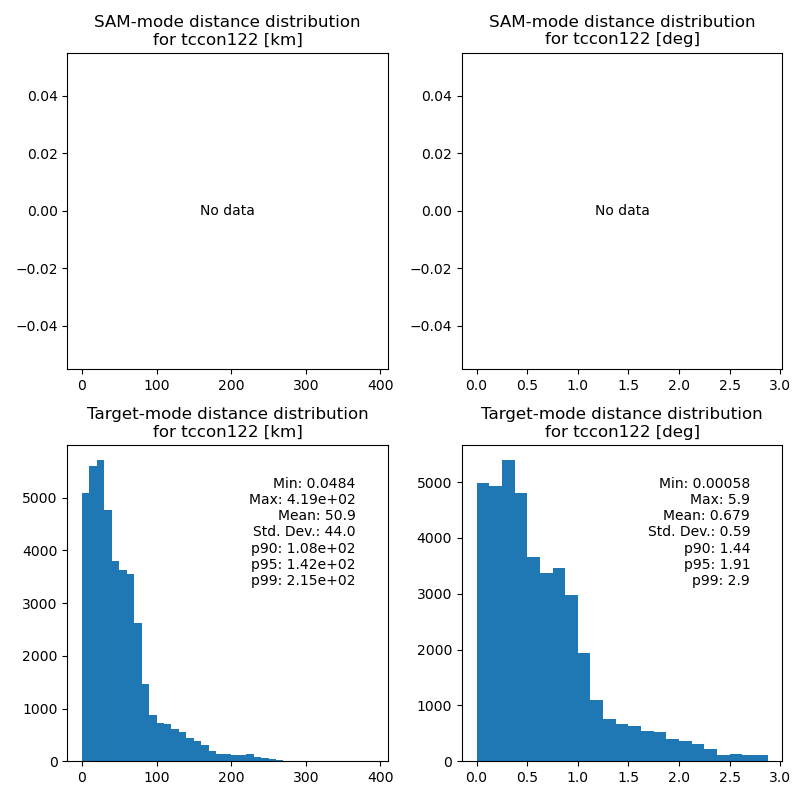 SAM-mode distance distribution
for tccon122 [km]
0.04
0.02
0.00
−0.02
−0.04
No data
0
100
200
300
400
SAM-mode distance distribution
for tccon122 [deg]
0.04
0.02
0.00
−0.02
−0.04
No data
0.0
0.5
1.0
1.5
2.0
2.5
3.0
Target-mode distance distribution
for tccon122 [km]
5000
4000
3000
2000
1000
0
Min: 0.0484
Max: 4.19e+02
Mean: 50.9
Std. Dev.: 44.0
p90: 1.08e+02
p95: 1.42e+02
p99: 2.15e+02
0
100
200
300
400
Target-mode distance distribution
for tccon122 [deg]
5000
4000
3000
2000
1000
0
Min: 0.00058
Max: 5.9
Mean: 0.679
Std. Dev.: 0.59
p90: 1.44
p95: 1.91
p99: 2.9
0.0
0.5
1.0
1.5
2.0
2.5
3.0